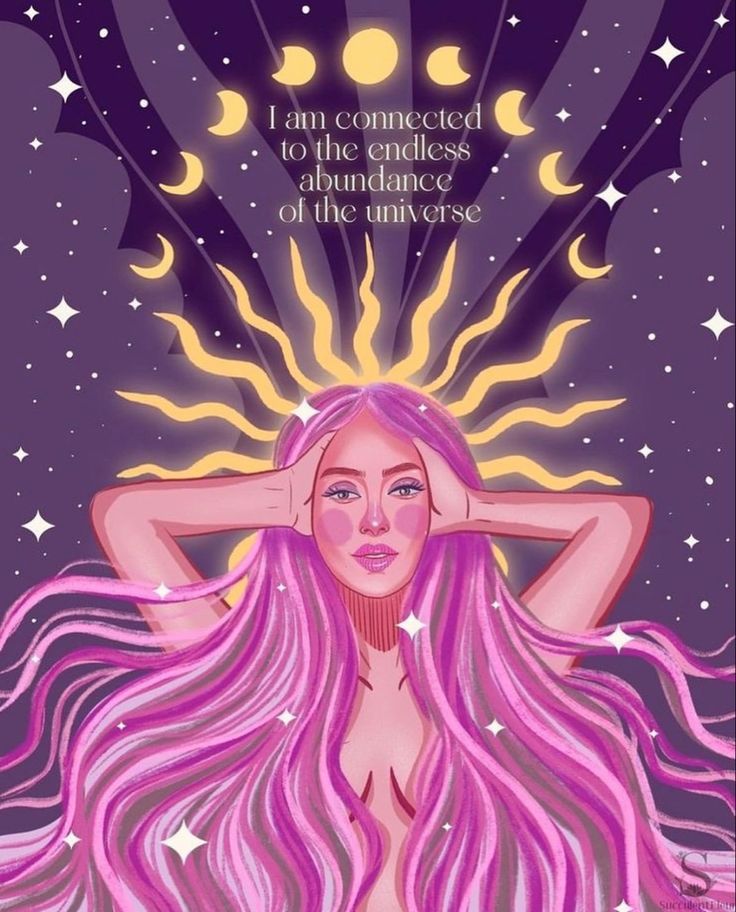 I am connected
to the endless
abundance
of the universe
S